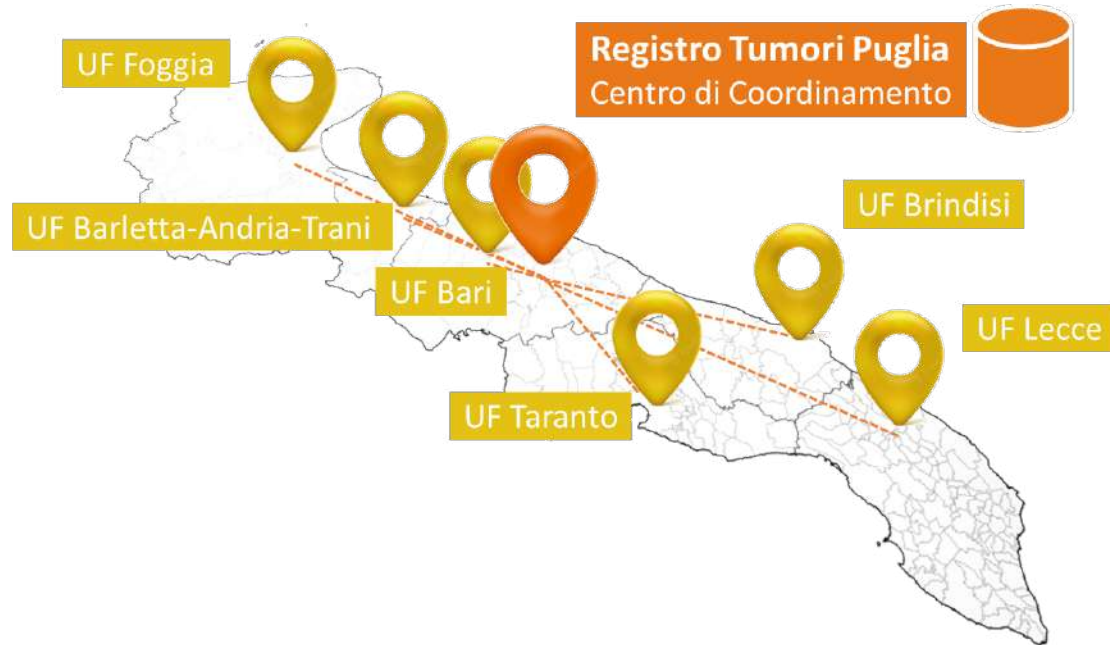 UF Foggia
Registro Tumori Puglia
Centro di Coordinamento
UF Barletta-Andria-Trani
UF Brindisi
UF Bari
UF Lecce
UF Taranto